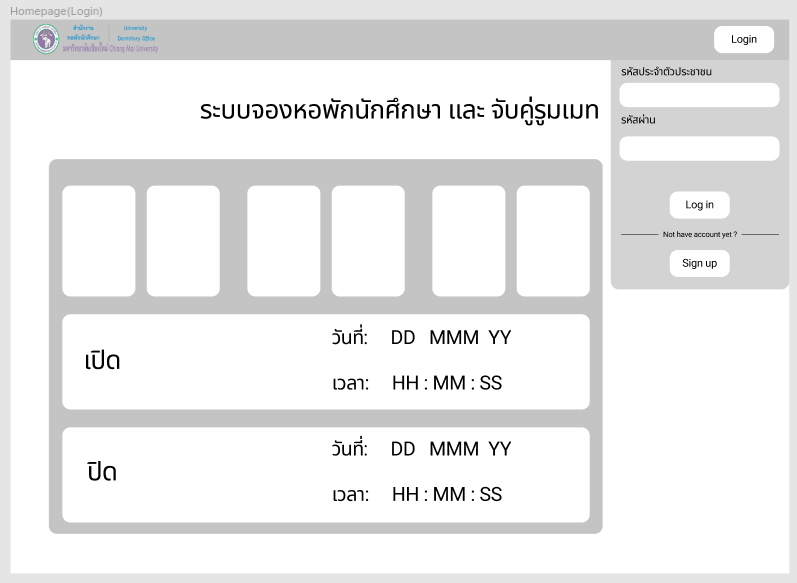 Homepage(Login)
สำนักงาน
หอพักนักศึกษา
University
Dormitory Office
มหาวิทยาลัยเชียงใหม่ Chiang Mai University
Login
รหัสประจำตัวประชาชน
รหัสผ่าน
Log in
Not have account yet ?
Sign up
ระบบจองหอพักนักศึกษา และ จับคู่รูมเมท
เปิด
วันที่: DD MMM YY
เวลา: HH : MM : SS
ปิด
วันที่: DD MMM YY
เวลา: HH : MM : SS